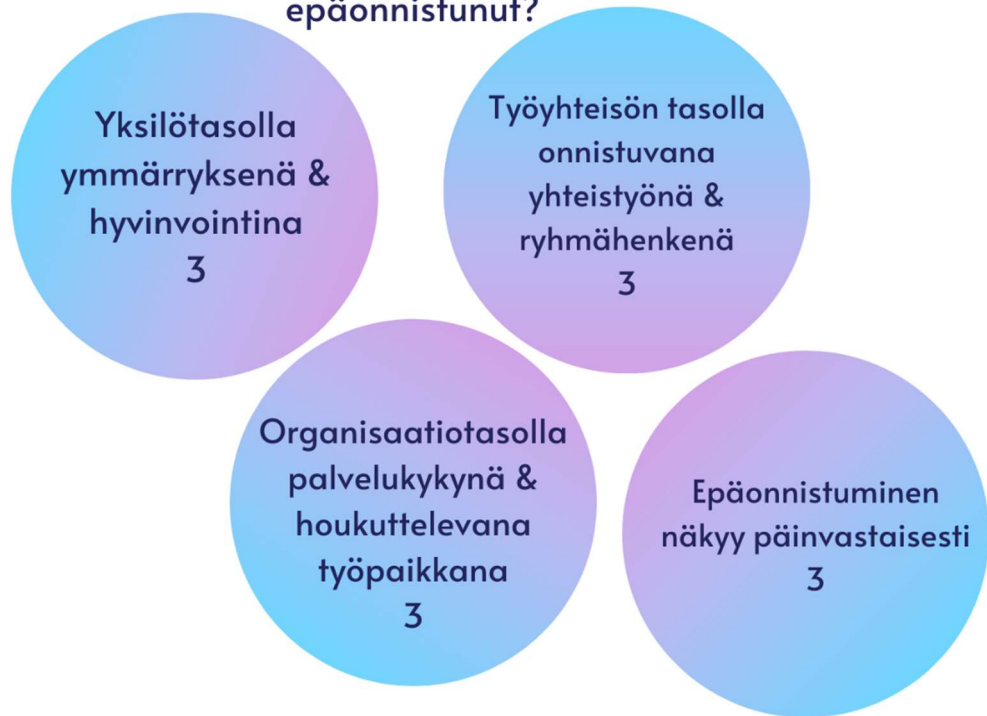 epäonnistunut?
Yksilötasolla
ymmärryksenä &
hyvinvointina
3
Työyhteisön tasolla
onnistuvana
yhteistyönä &
ryhmähenkenä
3
Organisaatiotasolla
palvelukykynä &
houkuttelevana
työpaikkana
3
Epäonnistuminen
näkyy päinvastaisesti
3